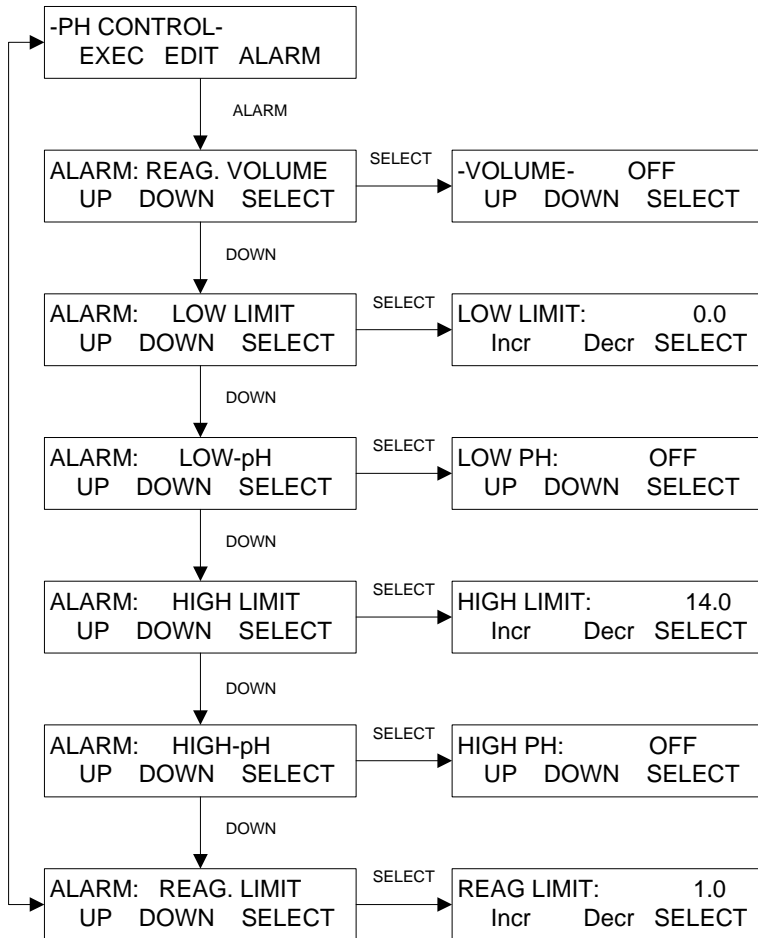 -PH CONTROL-
EXEC EDIT ALARM
ALARM
ALARM: REAG. VOLUME
UP DOWN SELECT
SELECT
-VOLUME- OFF
UP DOWN SELECT
DOWN
ALARM: LOW LIMIT
UP DOWN SELECT
SELECT
LOW LIMIT: 0.0
Incr Decr SELECT
DOWN
ALARM: LOW-pH
UP DOWN SELECT
SELECT
LOW PH: OFF
UP DOWN SELECT
DOWN
ALARM: HIGH LIMIT
UP DOWN SELECT
SELECT
HIGH LIMIT: 14.0
Incr Decr SELECT
DOWN
ALARM: HIGH-pH
UP DOWN SELECT
SELECT
HIGH PH: OFF
UP DOWN SELECT
DOWN
ALARM: REAG. LIMIT
UP DOWN SELECT
SELECT
REAG LIMIT: 1.0
Incr Decr SELECT